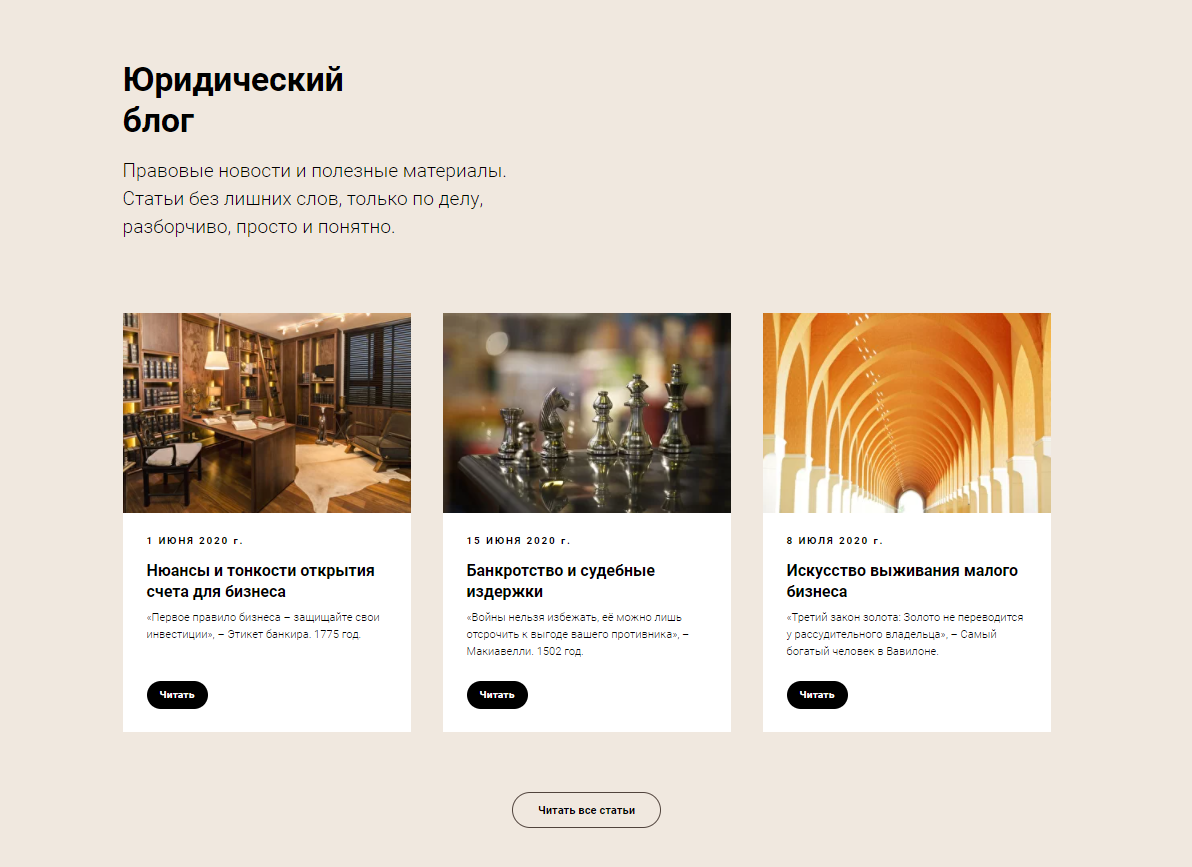 Юридический
блог
Правовые новости и полезные материалы.
Статьи без лишних слов, только по делу,
разборчиво, просто и понятно.
1 ИЮНЯ 2020 г.
Нюансы и тонкости открытия
счета для бизнеса
«Первое правило бизнеса – защищайте свои
инвестиции», – Этикет банкира. 1775 год.
Читать
15 ИЮНЯ 2020 г.
Банкротство и судебные
издержки
«Войны нельзя избежать, её можно лишь
отсрочить к выгоде вашего противника», –
Макиавелли. 1502 год.
Читать
8 ИЮЛЯ 2020 г.
Искусство выживания малого
бизнеса
«Третий закон золота: Золото не переводится
у рассудительного владельца», – Самый
богатый человек в Вавилоне.
Читать
Читать все статьи